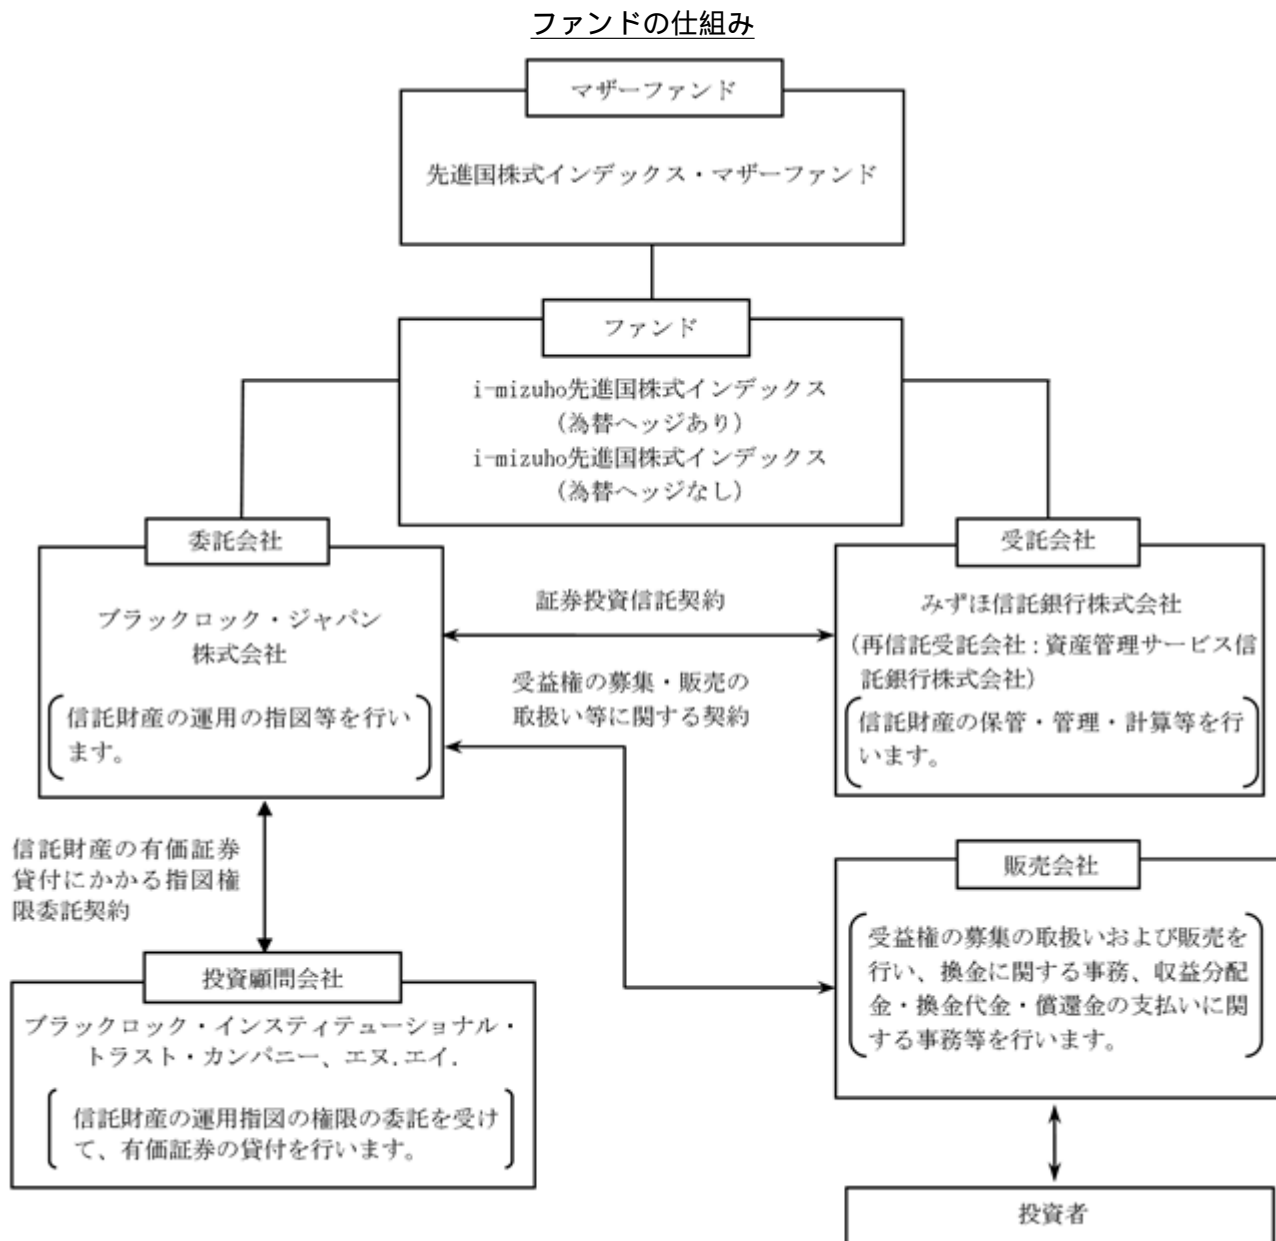 ファンドの仕組み
マザーファンド
先進国株式インデックス・マザーファンド
ファンド
i-mizuho先進国株式インデックス
（為替ヘッジあり）
i-mizuho先進国株式インデックス
（為替ヘッジなし）
委託会社
ブラックロック・ジャパン
株式会社
信託財産の運用の指図等を行い
ます。
証券投資信託契約
受益権の募集・販売の
取扱い等に関する契約
受託会社
みずほ信託銀行株式会社
（再信託受託会社：資産管理サービス信
託銀行株式会社）
信託財産の保管・管理・計算等を行
います。
信託財産の有価証券
貸付にかかる指図権
限委託契約
販売会社
受益権の募集の取扱いおよび販売を
行い、換金に関する事務、収益分配
金・換金代金・償還金の支払いに関
する事務等を行います。
投資顧問会社
ブラックロック・インスティテューショナル・
トラスト・カンパニー、エヌ.エイ.
信託財産の運用指図の権限の委託を受け
て、有価証券の貸付を行います。
投資者